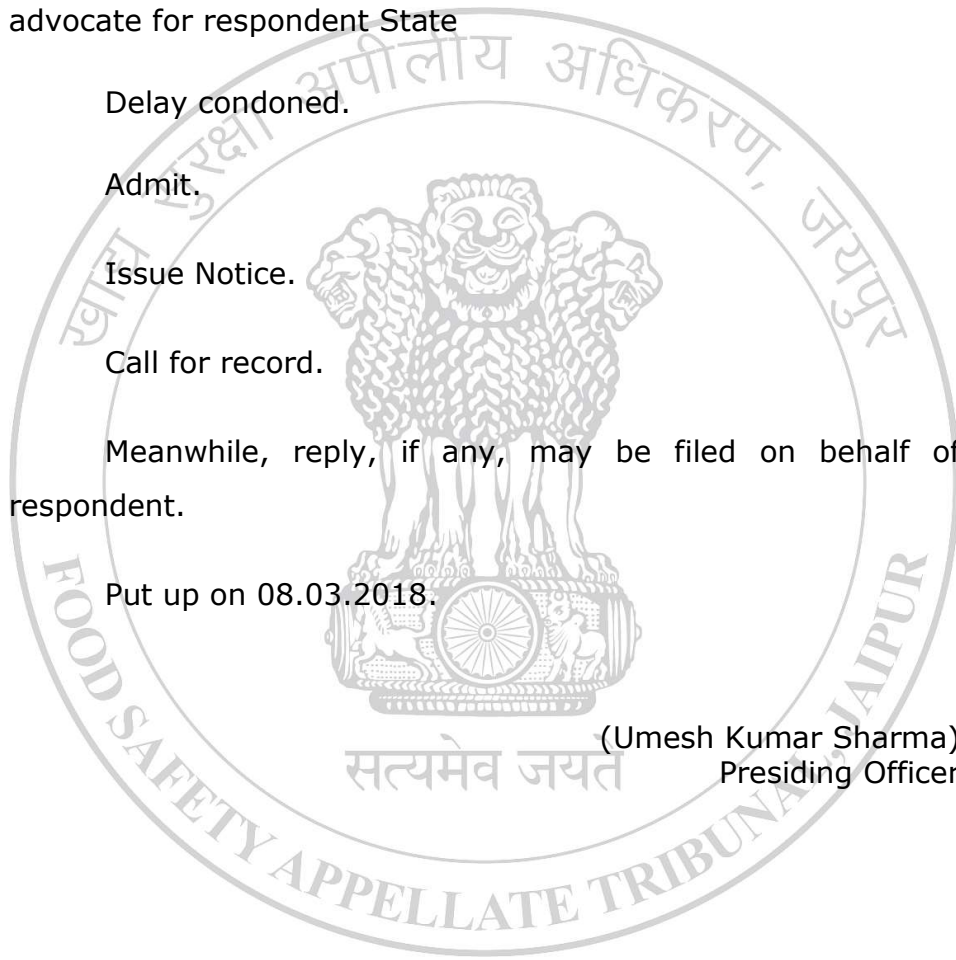 advocate for respondent State
Delay condoned.
Admit.
Issue Notice.
Call for record.
Meanwhile, reply, if any, may be filed on behalf of
respondent.
Put up on 08.03.2018.
(Umesh Kumar Sharma)
Presiding Officer
खाद्य सुरक्षा अपीलीय अधिकरण, जयपुर
सत्यमेव जयते
FOOD SAFETY APPELLATE TRIBUNAL, JAIPUR